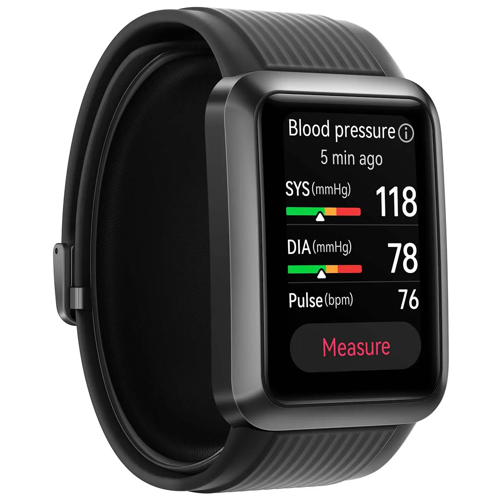 Blood pressure ⓘ
5 min ago
SYS(mmHg) 118
DIA(mmHg) 78
Pulse(bpm) 76
Measure